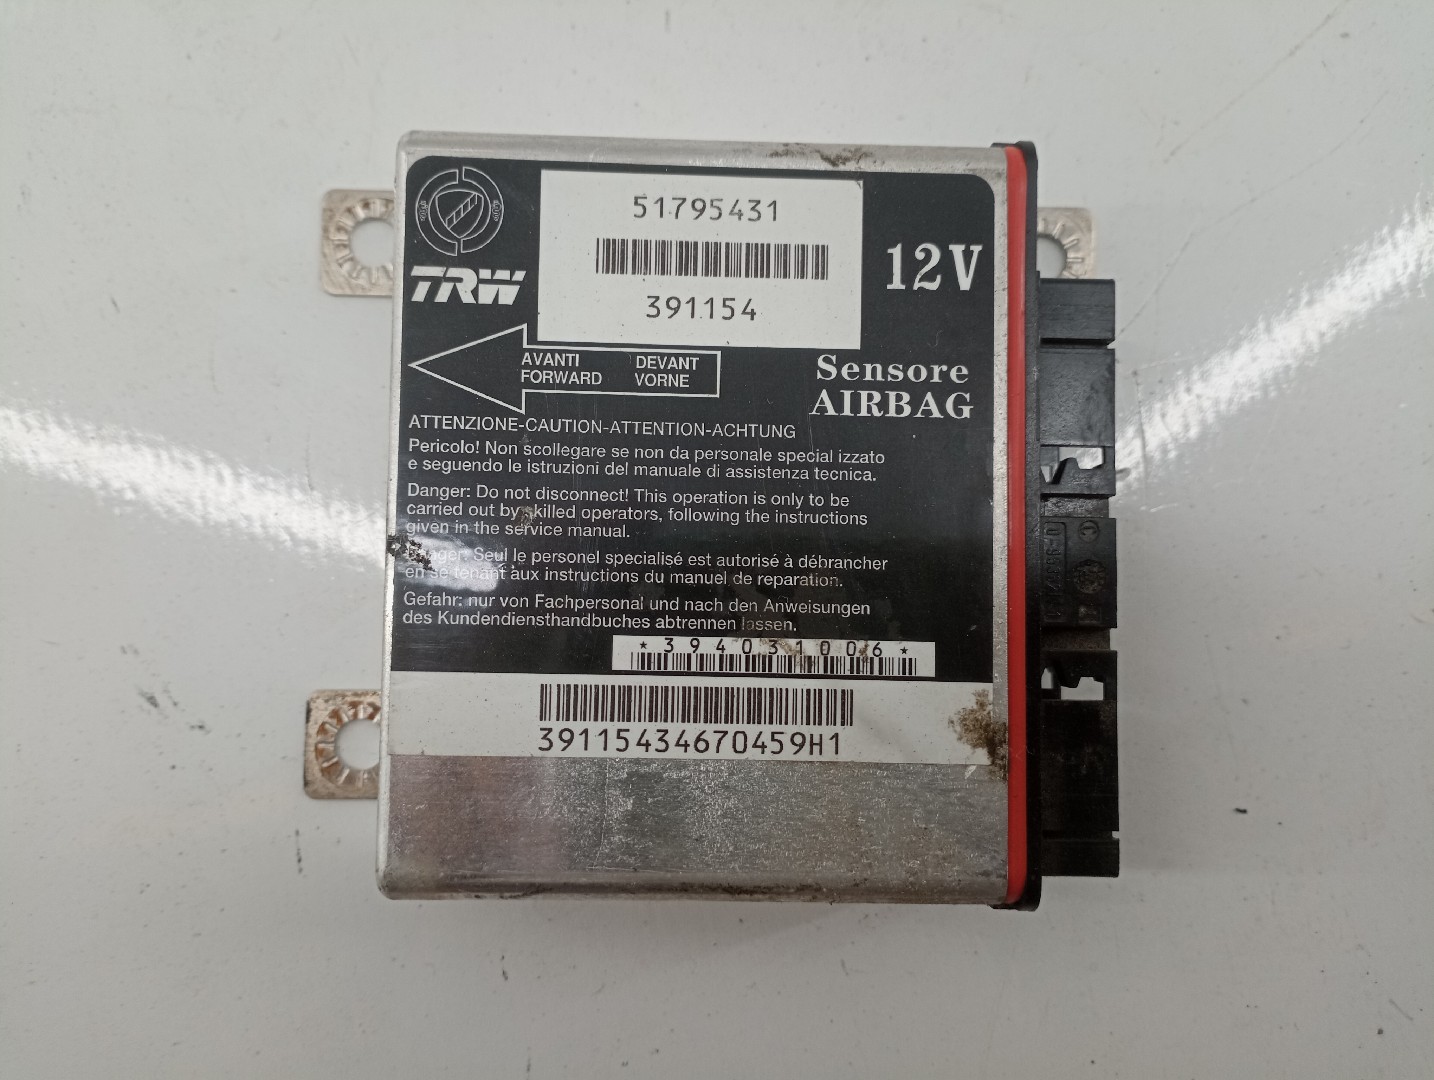 51795431
391154
TRW
12V
AVANTI DEVANT
FORWARD VORNE
Sensore
AIRBAG
ATTENZIONE-CAUTION-ATTENTION-ACHTUNG
Pericolo! Non scollegare se non da personale special izzato
e seguendo le istruzioni del manuale di assistenza tecnica.
Danger: Do not disconnect! This operation is only to be
carried out by skilled operators, following the instructions
given in the service manual.
Danger: Seul le personel specialisé est autorisé à débrancher
en se tenant aux instructions du manuel de reparation.
Gefahr: nur von Fachpersonal und nach den Anweisungen
des Kundendiensthandbuches abtrennen lassen.
*394031006*
39115434670459H1